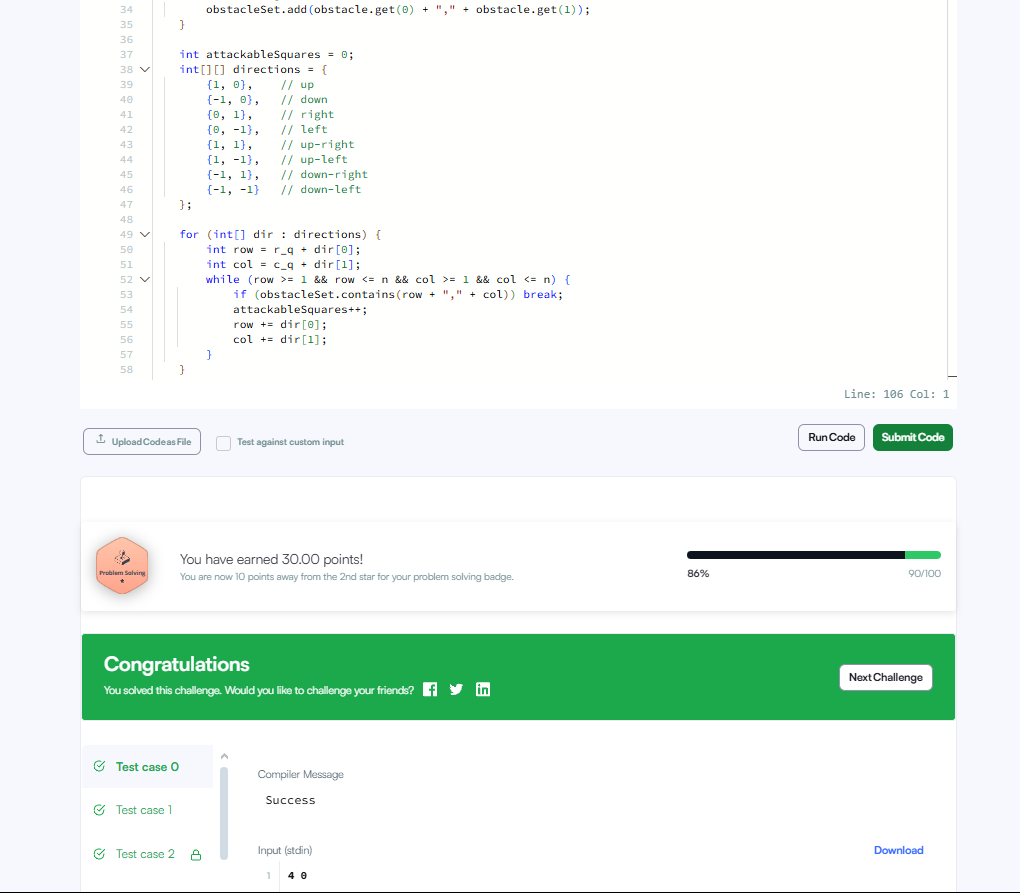 34 obstacleSet.add(obstacle.get(0) + "," + obstacle.get(1));
35 }
36
37 int attackableSquares = 0;
38 int[][] directions = {
39 {1, 0}, // up
40 {-1, 0}, // down
41 {0, 1}, // right
42 {0, -1}, // left
43 {1, 1}, // up-right
44 {1, -1}, // up-left
45 {-1, 1}, // down-right
46 {-1, -1} // down-left
47 };
48
49 for (int[] dir : directions) {
50 int row = r_q + dir[0];
51 int col = c_q + dir[1];
52 while (row >= 1 && row <= n && col >= 1 && col <= n) {
53 if (obstacleSet.contains(row + "," + col)) break;
54 attackableSquares++;
55 row += dir[0];
56 col += dir[1];
57 }
58 }
Line: 106 Col: 1
Upload Code as File Test against custom input Run Code Submit Code
Problem Solving
You have earned 30.00 points!
You are now 10 points away from the 2nd star for your problem solving badge.
86% 90/100
Congratulations
You solved this challenge. Would you like to challenge your friends?
Next Challenge
Test case 0
Test case 1
Test case 2
Compiler Message
Success
Input (stdin) Download
1 4 0